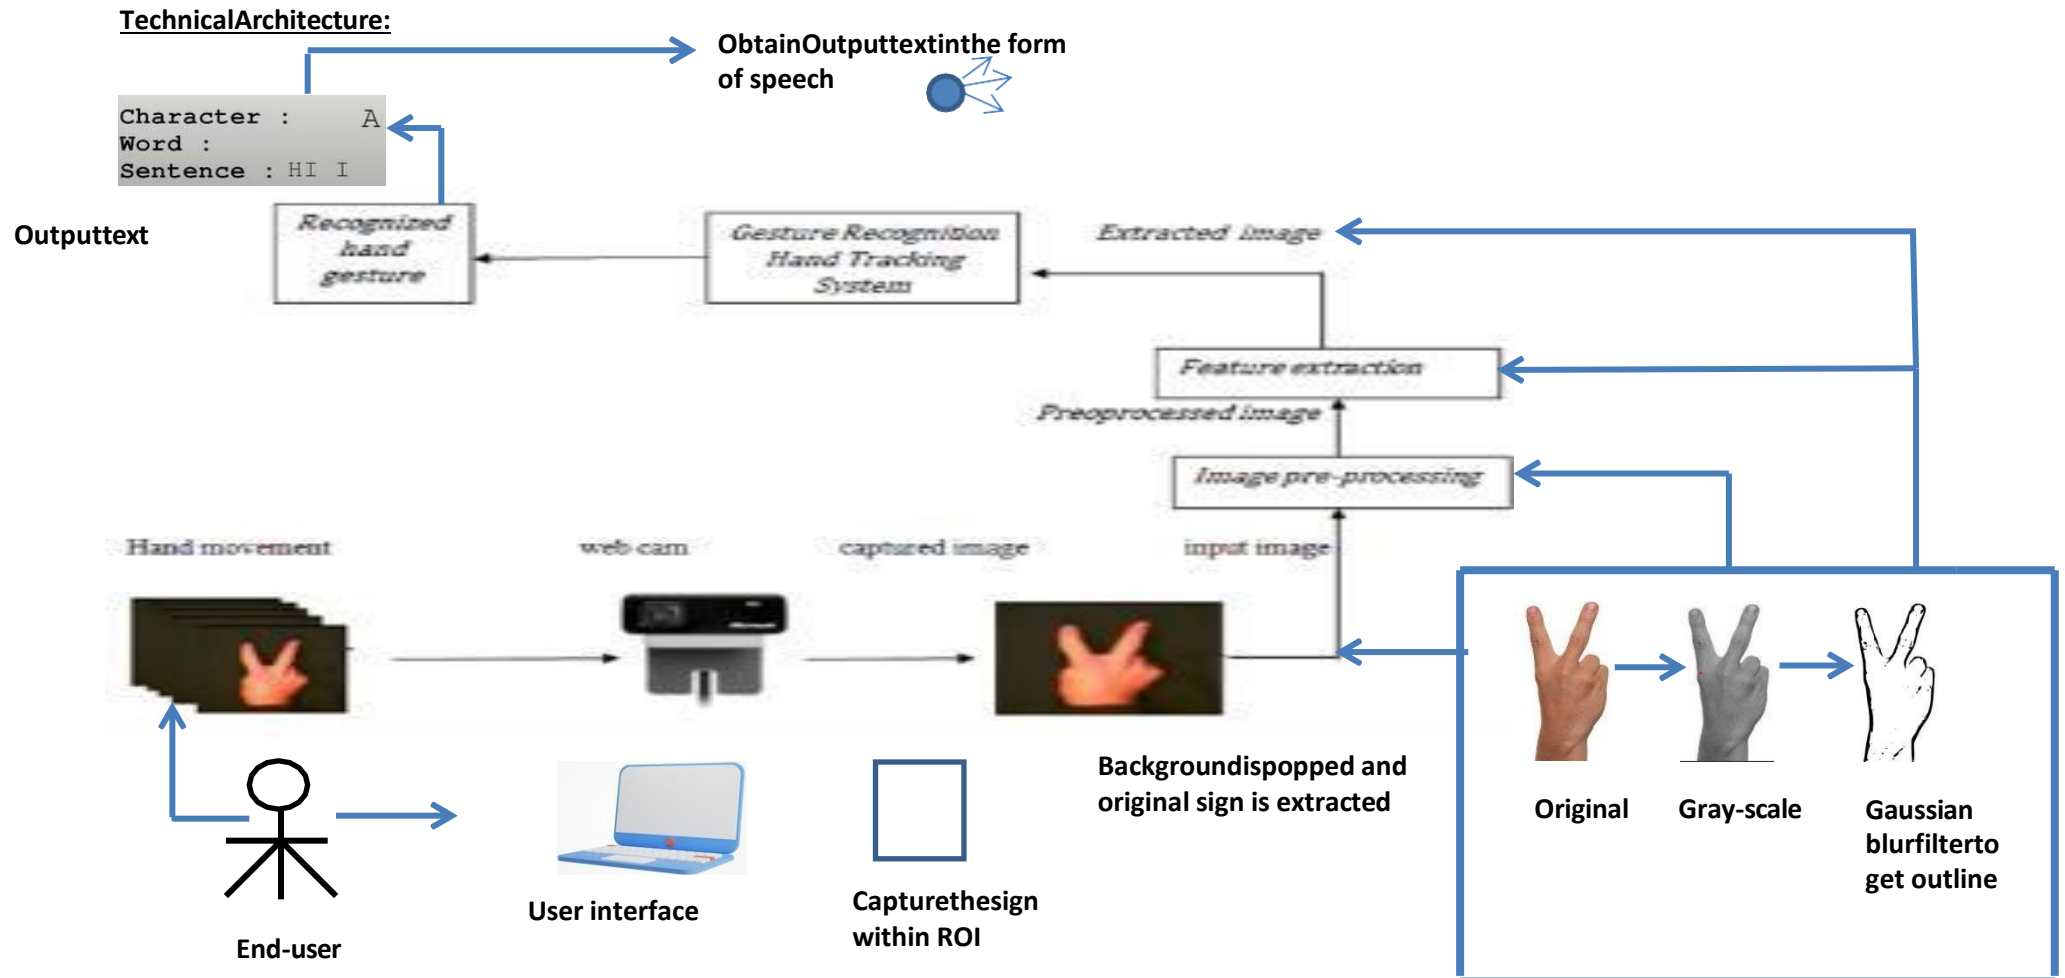 TechnicalArchitecture:
ObtainOutputtextinthe form
of speech
Character : A
Word :
Sentence : HI I
Outputtext
Recognized
hand
gesture
Gesture Recognition
Hand Tracking
System
Extracted image
Feature extraction
Preoprocessed image
Image pre-processing
Hand movement
web cam
captured image
input image
Backgroundispopped and
original sign is extracted
Original
Gray-scale
Gaussian
blurfilterto
get outline
User interface
Capturethesign
within ROI
End-user